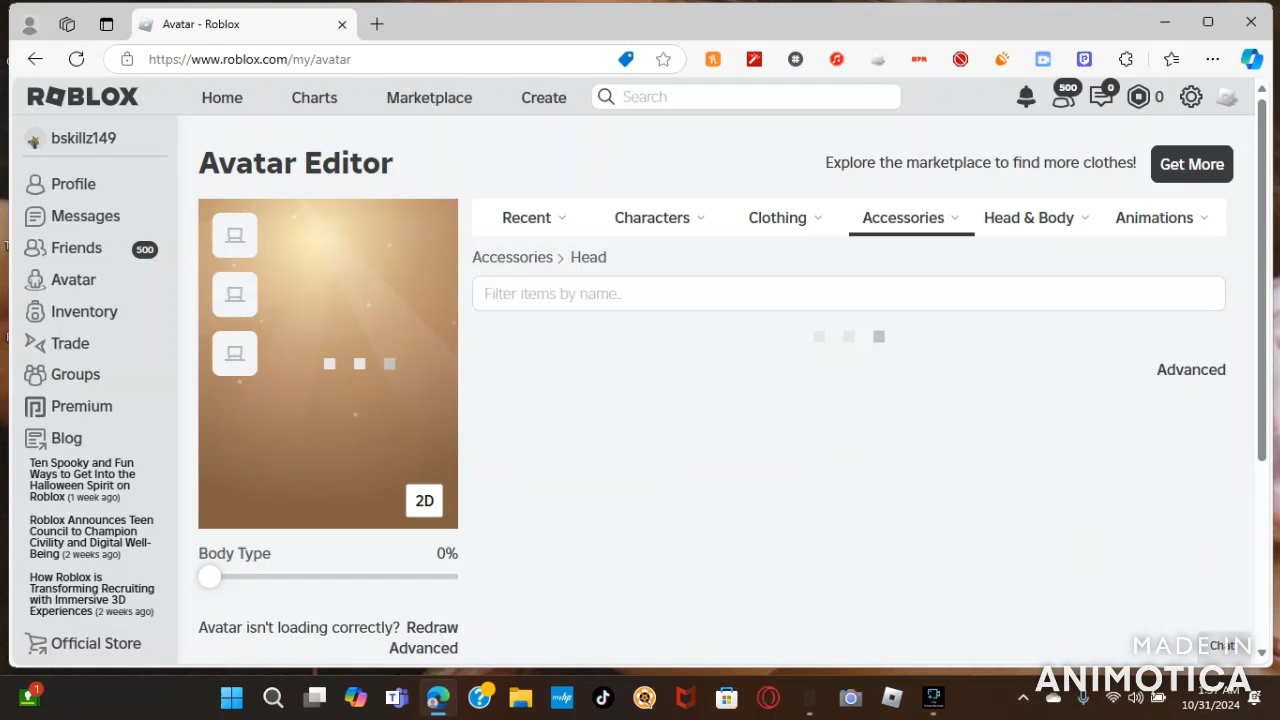 Avatar - Roblox
https://www.roblox.com/my/avatar
ROBLOX
Home
Charts
Marketplace
Create
Search
500
0
0
bskillz149
Profile
Messages
Friends
500
Avatar
Inventory
Trade
Groups
Premium
Blog
Ten Spooky and Fun
Ways to Get Into the
Halloween Spirit on
Roblox (1 week ago)
Roblox Announces Teen
Council to Champion
Civility and Digital Well-
Being (2 weeks ago)
How Roblox is
Transforming Recruiting
with Immersive 3D
Experiences (2 weeks ago)
Official Store
Avatar Editor
Explore the marketplace to find more clothes!
Get More
2D
Body Type
0%
Avatar isn't loading correctly? Redraw
Advanced
Recent
Characters
Clothing
Accessories
Head & Body
Animations
Accessories > Head
Filter items by name..
Advanced
Chat
MADE IN
ANIMOTICA
1
10/31/2024